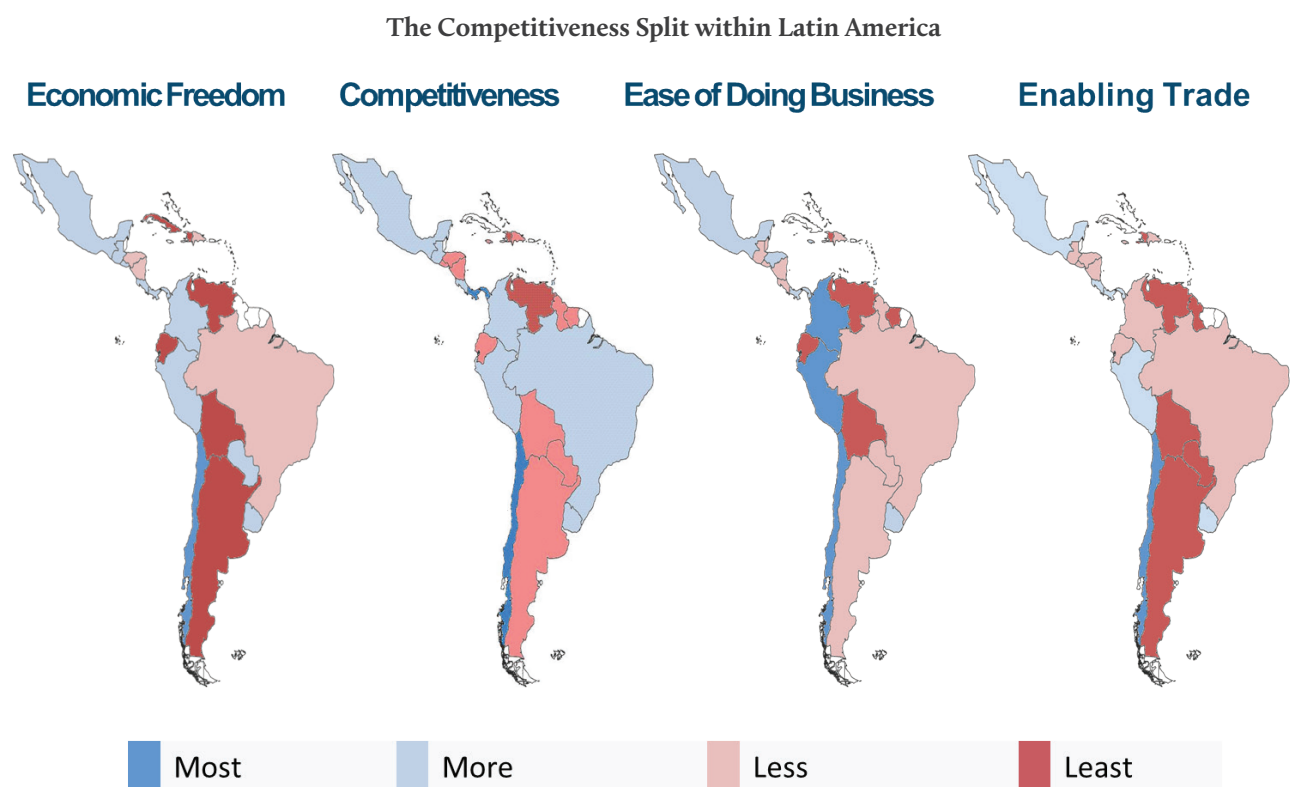 The Competitiveness Split within Latin America
Economic Freedom Competitiveness Ease of Doing Business Enabling Trade
Most More Less Least